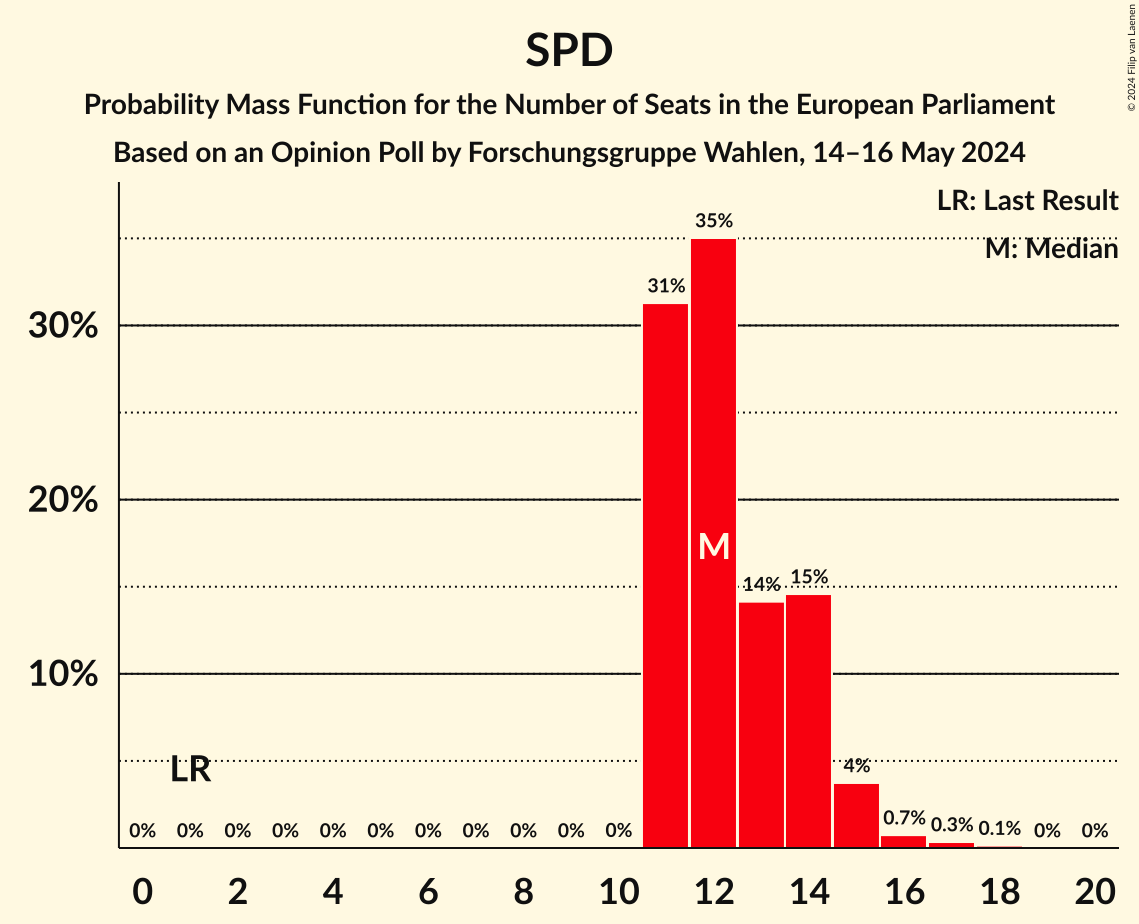 SPD
Probability Mass Function for the Number of Seats in the European Parliament
Based on an Opinion Poll by Forschungsgruppe Wahlen, 14–16 May 2024
© 2024 Filip van Laenen
LR: Last Result
M: Median
30%
20%
10%
35%
31%
M
14%
15%
LR
4%
0% 0% 0% 0% 0% 0% 0% 0% 0% 0% 0% 0.7% 0.3% 0.1% 0% 0%
0 2 4 6 8 10 12 14 16 18 20